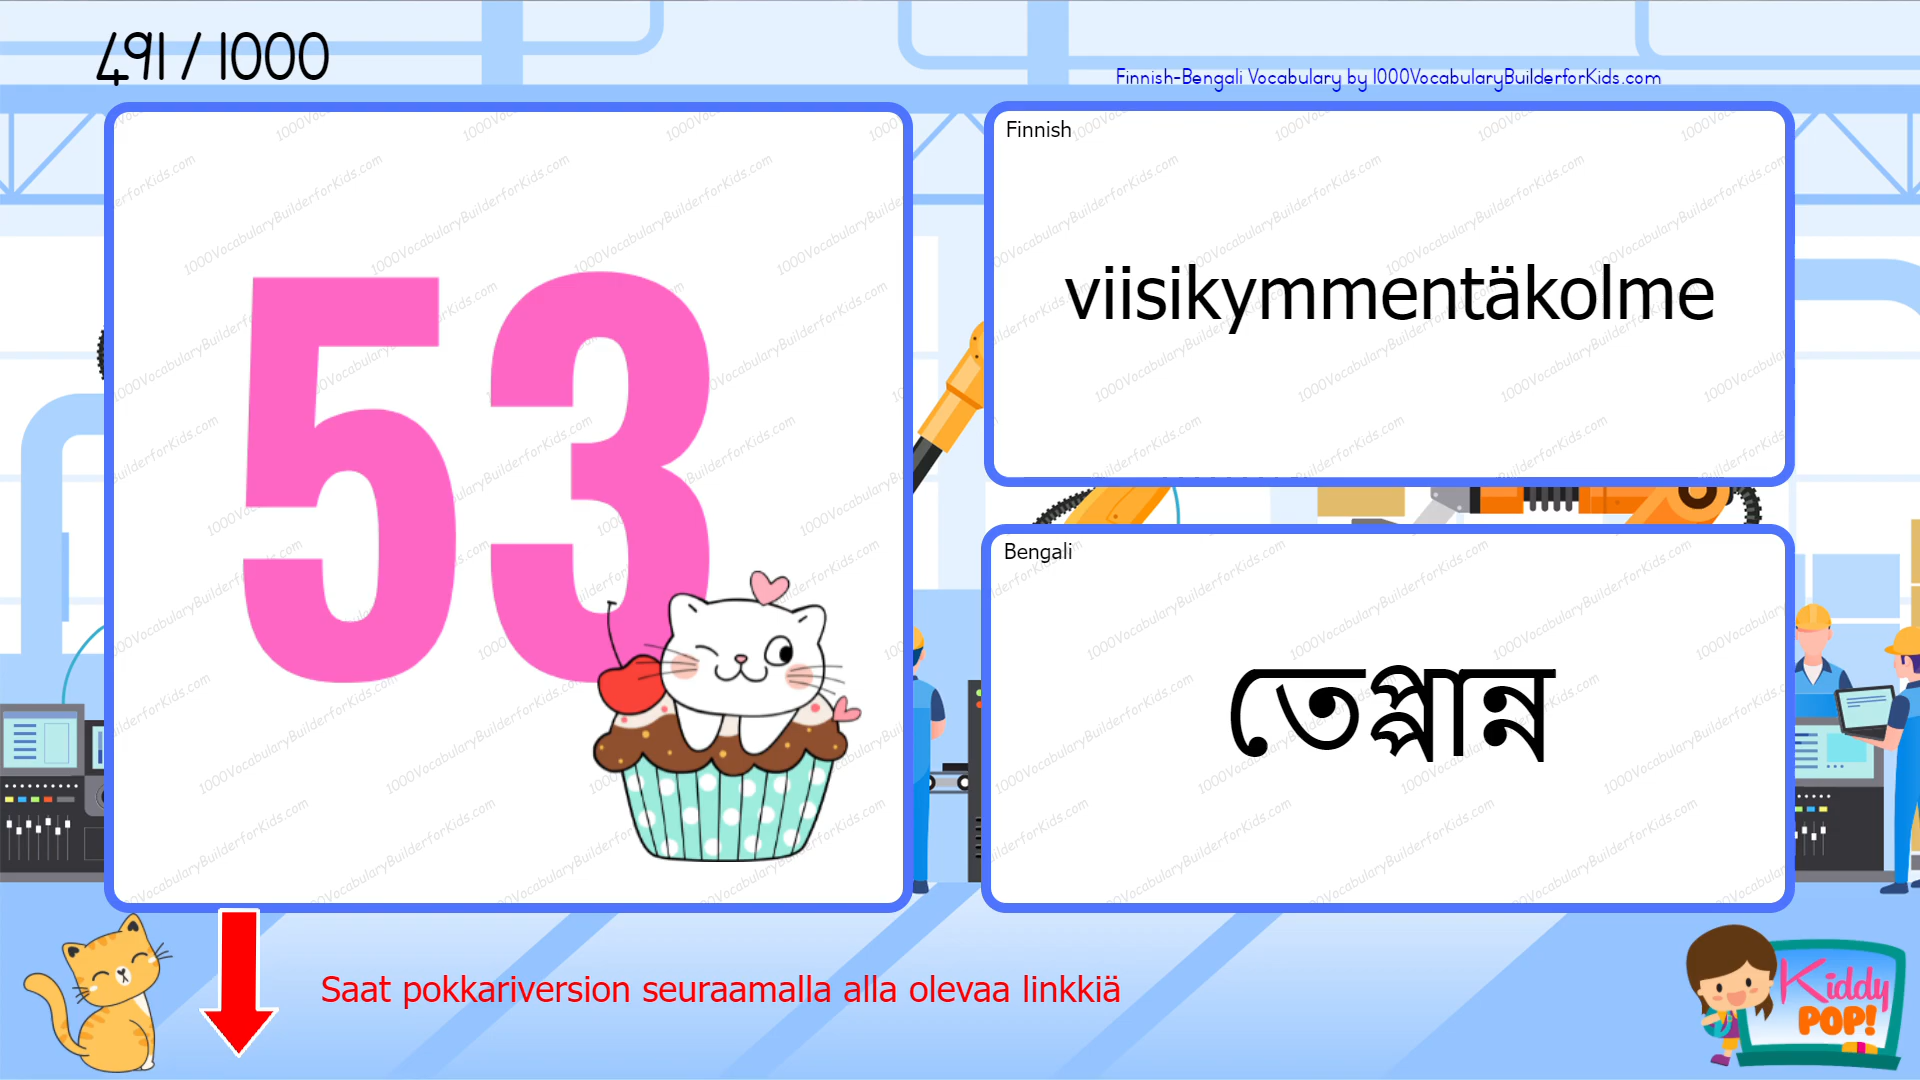 491 / 1000
Finnish-Bengali Vocabulary by 1000VocabularyBuilderforKids.com
53
Finnish
viisikymmentäkolme
Bengali
তেপ্পান্ন
Saat pokkariversion seuraamalla alla olevaa linkkiä
Kiddy
POP!